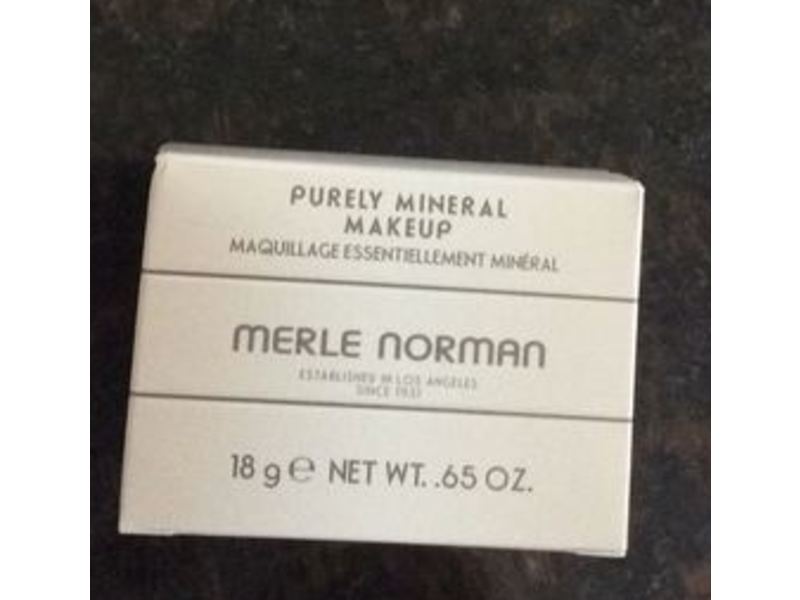 PURELY MINERAL
MAKEUP
MAQUILLAGE ESSENTIELLEMENT MINÉRAL
MERLE NORMAN
ESTABLISHED IN LOS ANGELES
SINCE 1931
18 g ℮ NET WT. .65 OZ.